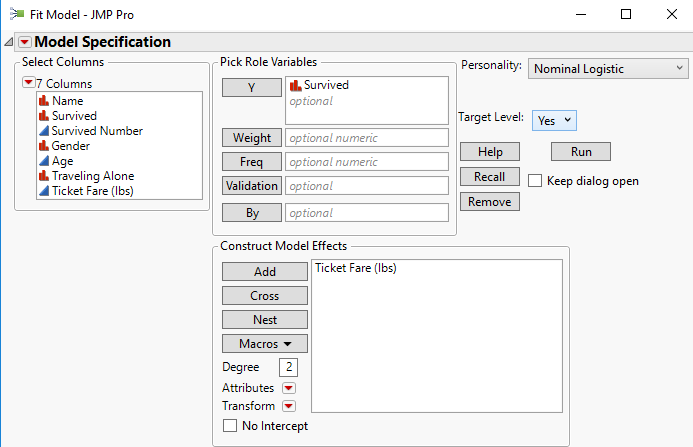 Fit Model - JMP Pro
Model Specification
Select Columns
7 Columns
Name
Survived
Survived Number
Gender
Age
Traveling Alone
Ticket Fare (lbs)
Pick Role Variables
Y
Survived
optional
Weight
optional numeric
Freq
optional numeric
Validation
optional
By
optional
Personality:
Nominal Logistic
Target Level:
Yes
Help
Run
Recall
Keep dialog open
Remove
Construct Model Effects
Add
Ticket Fare (lbs)
Cross
Nest
Macros
Degree
2
Attributes
Transform
No Intercept